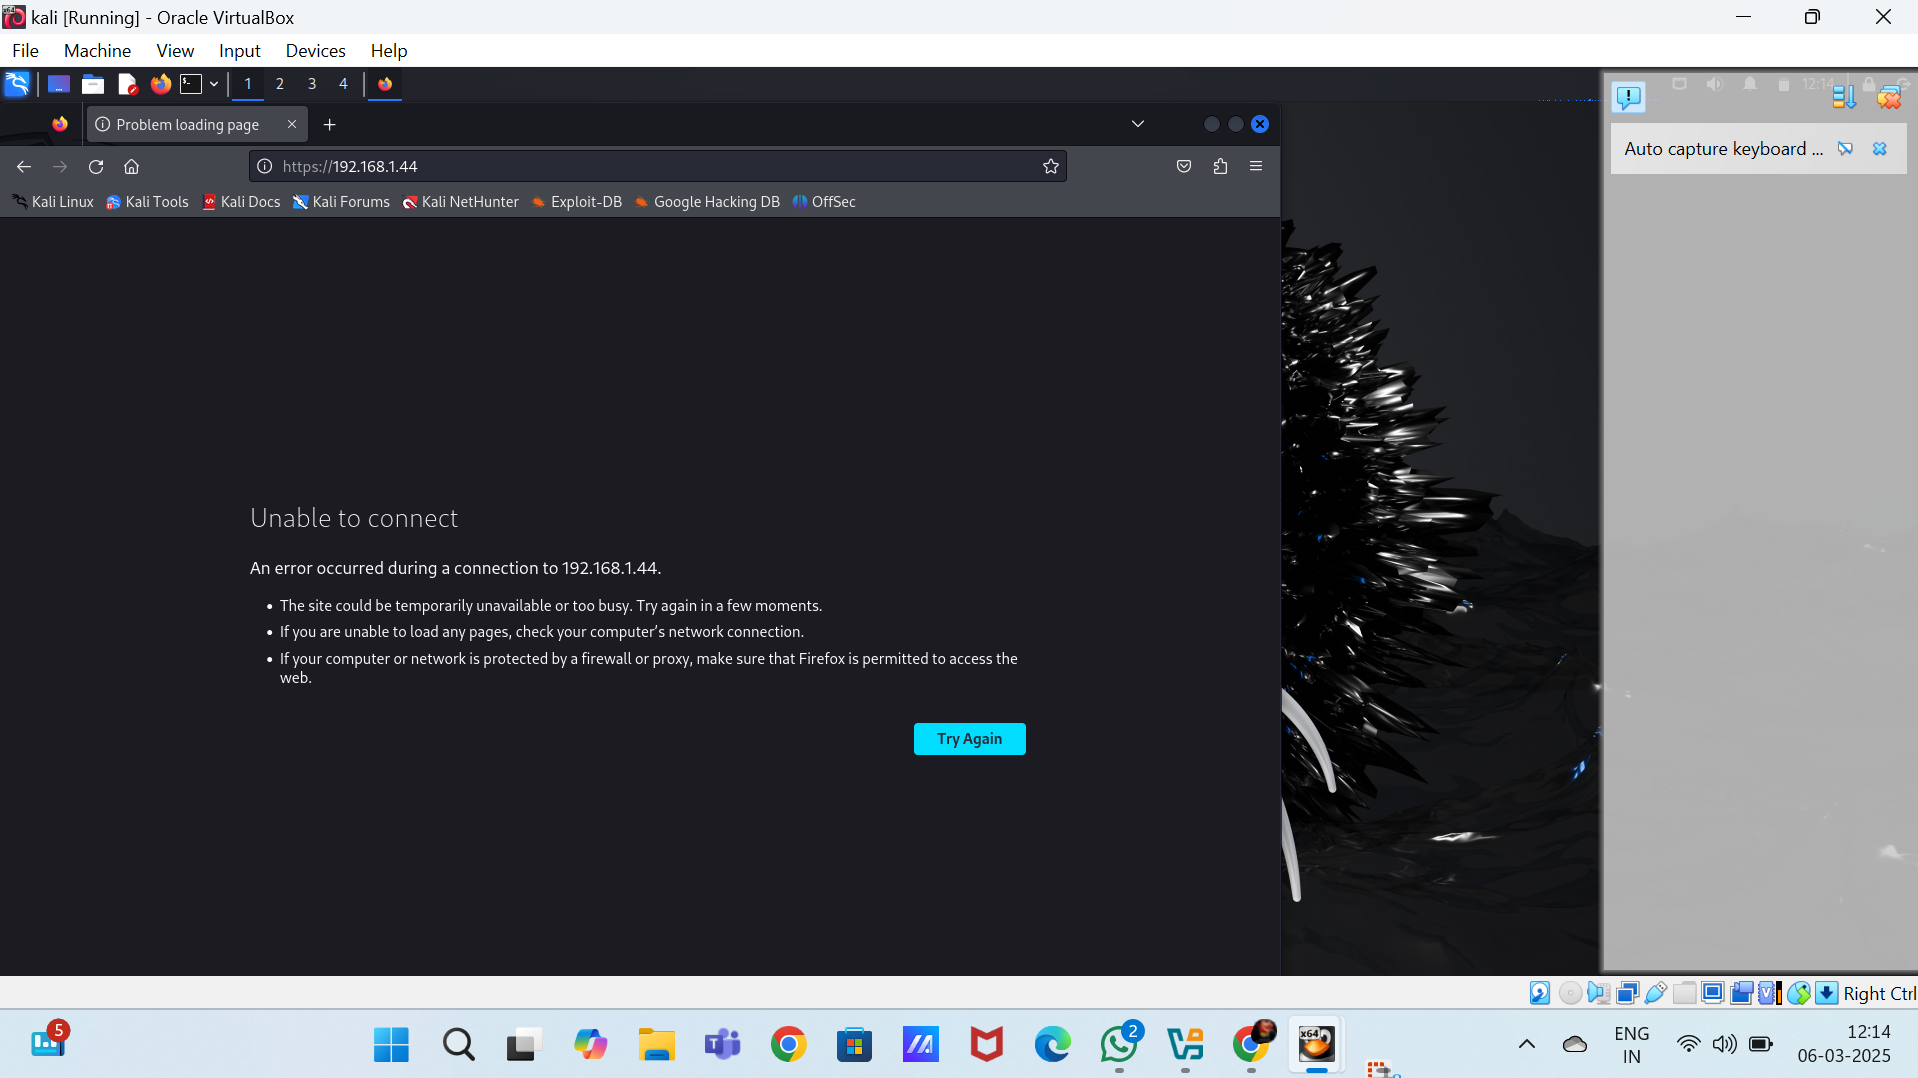 kali [Running] - Oracle VirtualBox
File Machine View Input Devices Help
1 2 3 4
12:14
Problem loading page
https://192.168.1.44
Auto capture keyboard ...
Kali Linux Kali Tools Kali Docs Kali Forums Kali NetHunter Exploit-DB Google Hacking DB OffSec
Unable to connect
An error occurred during a connection to 192.168.1.44.
• The site could be temporarily unavailable or too busy. Try again in a few moments.
• If you are unable to load any pages, check your computer’s network connection.
• If your computer or network is protected by a firewall or proxy, make sure that Firefox is permitted to access the
web.
Try Again
Right Ctrl
5
2
x64
ENG
IN
12:14
06-03-2025